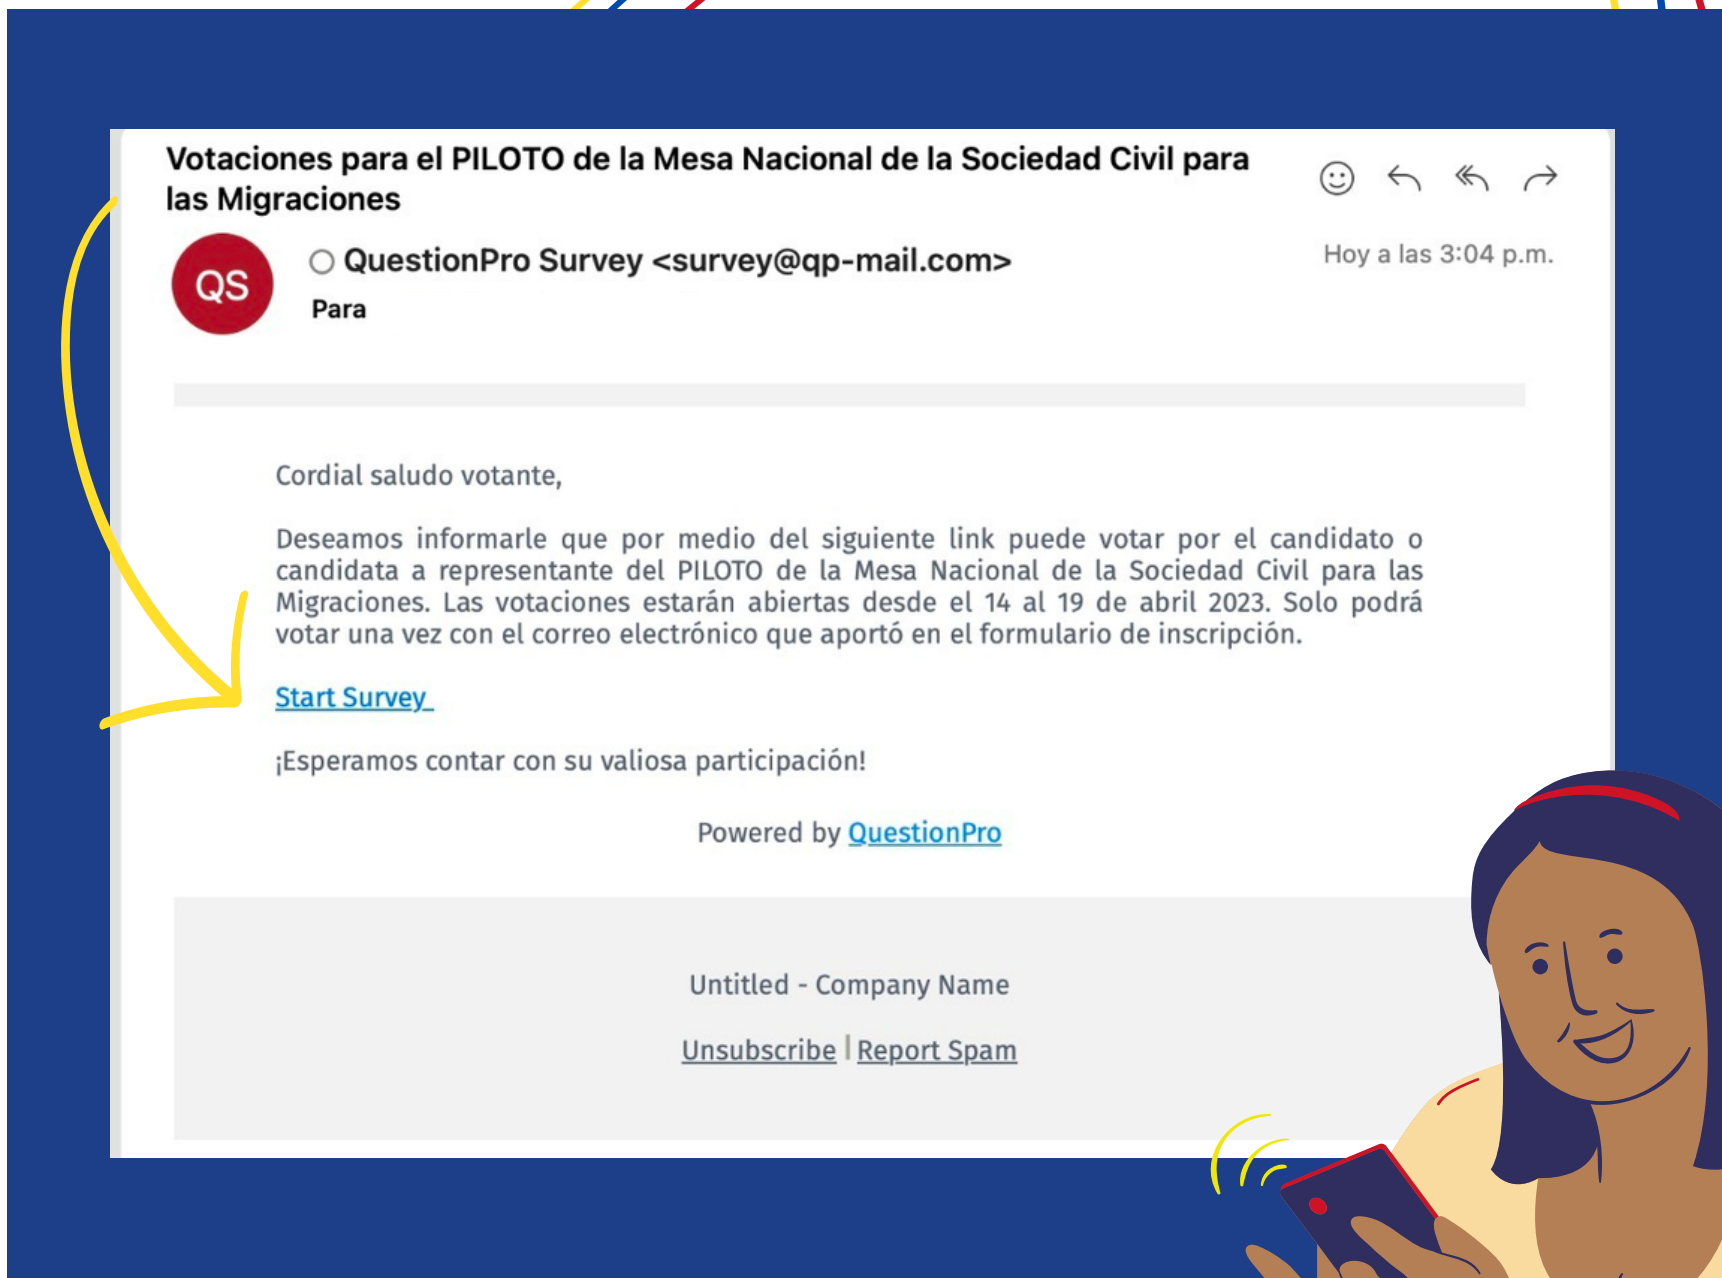 Votaciones para el PILOTO de la Mesa Nacional de la Sociedad Civil para
las Migraciones
QS
QuestionPro Survey <survey@qp-mail.com>
Hoy a las 3:04 p.m.
Para
Cordial saludo votante,
Deseamos informarle que por medio del siguiente link puede votar por el candidato o
candidata a representante del PILOTO de la Mesa Nacional de la Sociedad Civil para las
Migraciones. Las votaciones estarán abiertas desde el 14 al 19 de abril 2023. Solo podrá
votar una vez con el correo electrónico que aportó en el formulario de inscripción.
Start Survey
¡Esperamos contar con su valiosa participación!
Powered by QuestionPro
Untitled - Company Name
Unsubscribe | Report Spam